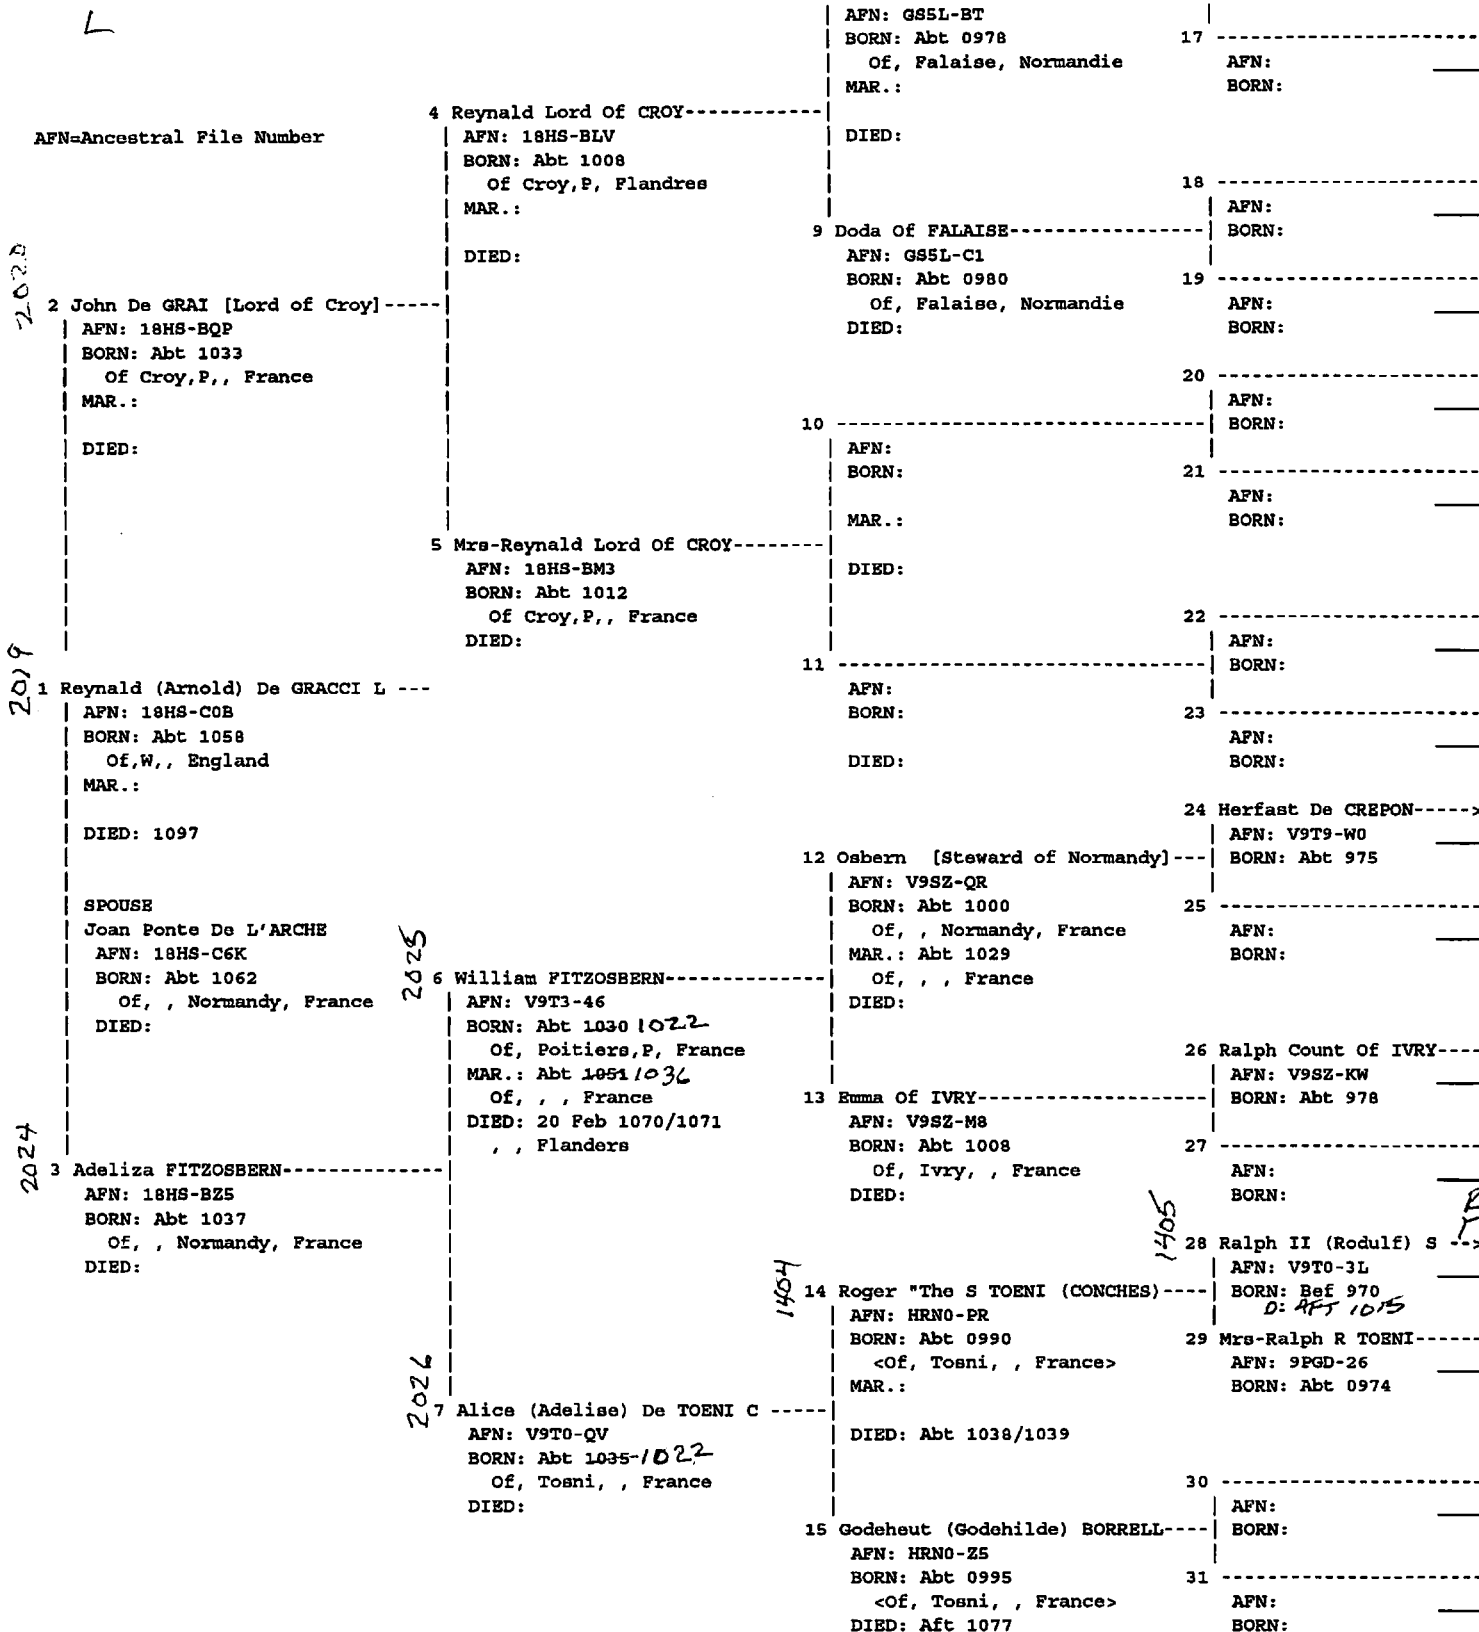 L
AFN=Ancestral File Number
2020
2 John De GRAI [Lord of Croy]-----
AFN: 18HS-BQP
BORN: Abt 1033
Of Croy,P,, France
MAR.:
DIED:
2019
1 Reynald (Arnold) De GRACCI L ---
AFN: 18HS-C0B
BORN: Abt 1058
Of,W,, England
MAR.:
DIED: 1097
SPOUSE
Joan Ponte De L'ARCHE
AFN: 18HS-C6K
BORN: Abt 1062
Of, , Normandy, France
DIED:
2024
3 Adeliza FITZOSBERN-------------
AFN: 18HS-BZ5
BORN: Abt 1037
Of, , Normandy, France
DIED:
4 Reynald Lord Of CROY-----------
AFN: 18HS-BLV
BORN: Abt 1008
Of Croy,P, Flandres
MAR.:
DIED:
5 Mrs-Reynald Lord Of CROY--------
AFN: 18HS-BM3
BORN: Abt 1012
Of Croy,P,, France
DIED:
2025
6 William FITZOSBERN-------------
AFN: V9T3-46
BORN: Abt 1030 1022
Of, Poitiers,P, France
MAR.: Abt 1051 1036
Of, , , France
DIED: 20 Feb 1070/1071
, , Flanders
2026
7 Alice (Adelise) De TOENI C -----
AFN: V9T0-QV
BORN: Abt 1035-1022
Of, Tosni, , France
DIED:
AFN: GS5L-BT
BORN: Abt 0978
Of, Falaise, Normandie
MAR.:
DIED:
9 Doda Of FALAISE-----------------
AFN: GS5L-C1
BORN: Abt 0980
Of, Falaise, Normandie
DIED:
10 --------------------------------
AFN:
BORN:
MAR.:
DIED:
11 --------------------------------
AFN:
BORN:
DIED:
12 Osbern [Steward of Normandy]---
AFN: V9SZ-QR
BORN: Abt 1000
Of, , Normandy, France
MAR.: Abt 1029
Of, , , France
DIED:
13 Emma Of IVRY--------------------
AFN: V9SZ-M8
BORN: Abt 1008
Of, Ivry, , France
DIED:
1404
14 Roger "The S TOENI (CONCHES)----
AFN: HRN0-PR
BORN: Abt 0990
<Of, Tosni, , France>
MAR.:
DIED: Abt 1038/1039
15 Godeheut (Godehilde) BORRELL----
AFN: HRN0-Z5
BORN: Abt 0995
<Of, Tosni, , France>
DIED: Aft 1077
17 -----------------------
AFN:
BORN:
18 -----------------------
AFN:
BORN:
19 -----------------------
AFN:
BORN:
20 -----------------------
AFN:
BORN:
21 -----------------------
AFN:
BORN:
22 -----------------------
AFN:
BORN:
23 -----------------------
AFN:
BORN:
24 Herfast De CREPON----->
AFN: V9T9-W0
BORN: Abt 975
25 -----------------------
AFN:
BORN:
26 Ralph Count Of IVRY----
AFN: V9SZ-KW
BORN: Abt 978
27 -----------------------
AFN:
BORN:
1405
28 Ralph II (Rodulf) S -->
AFN: V9T0-3L
BORN: Bef 970
D: AFT 1015
29 Mrs-Ralph R TOENI------
AFN: 9PGD-26
BORN: Abt 0974
30 -----------------------
AFN:
BORN:
31 -----------------------
AFN:
BORN: